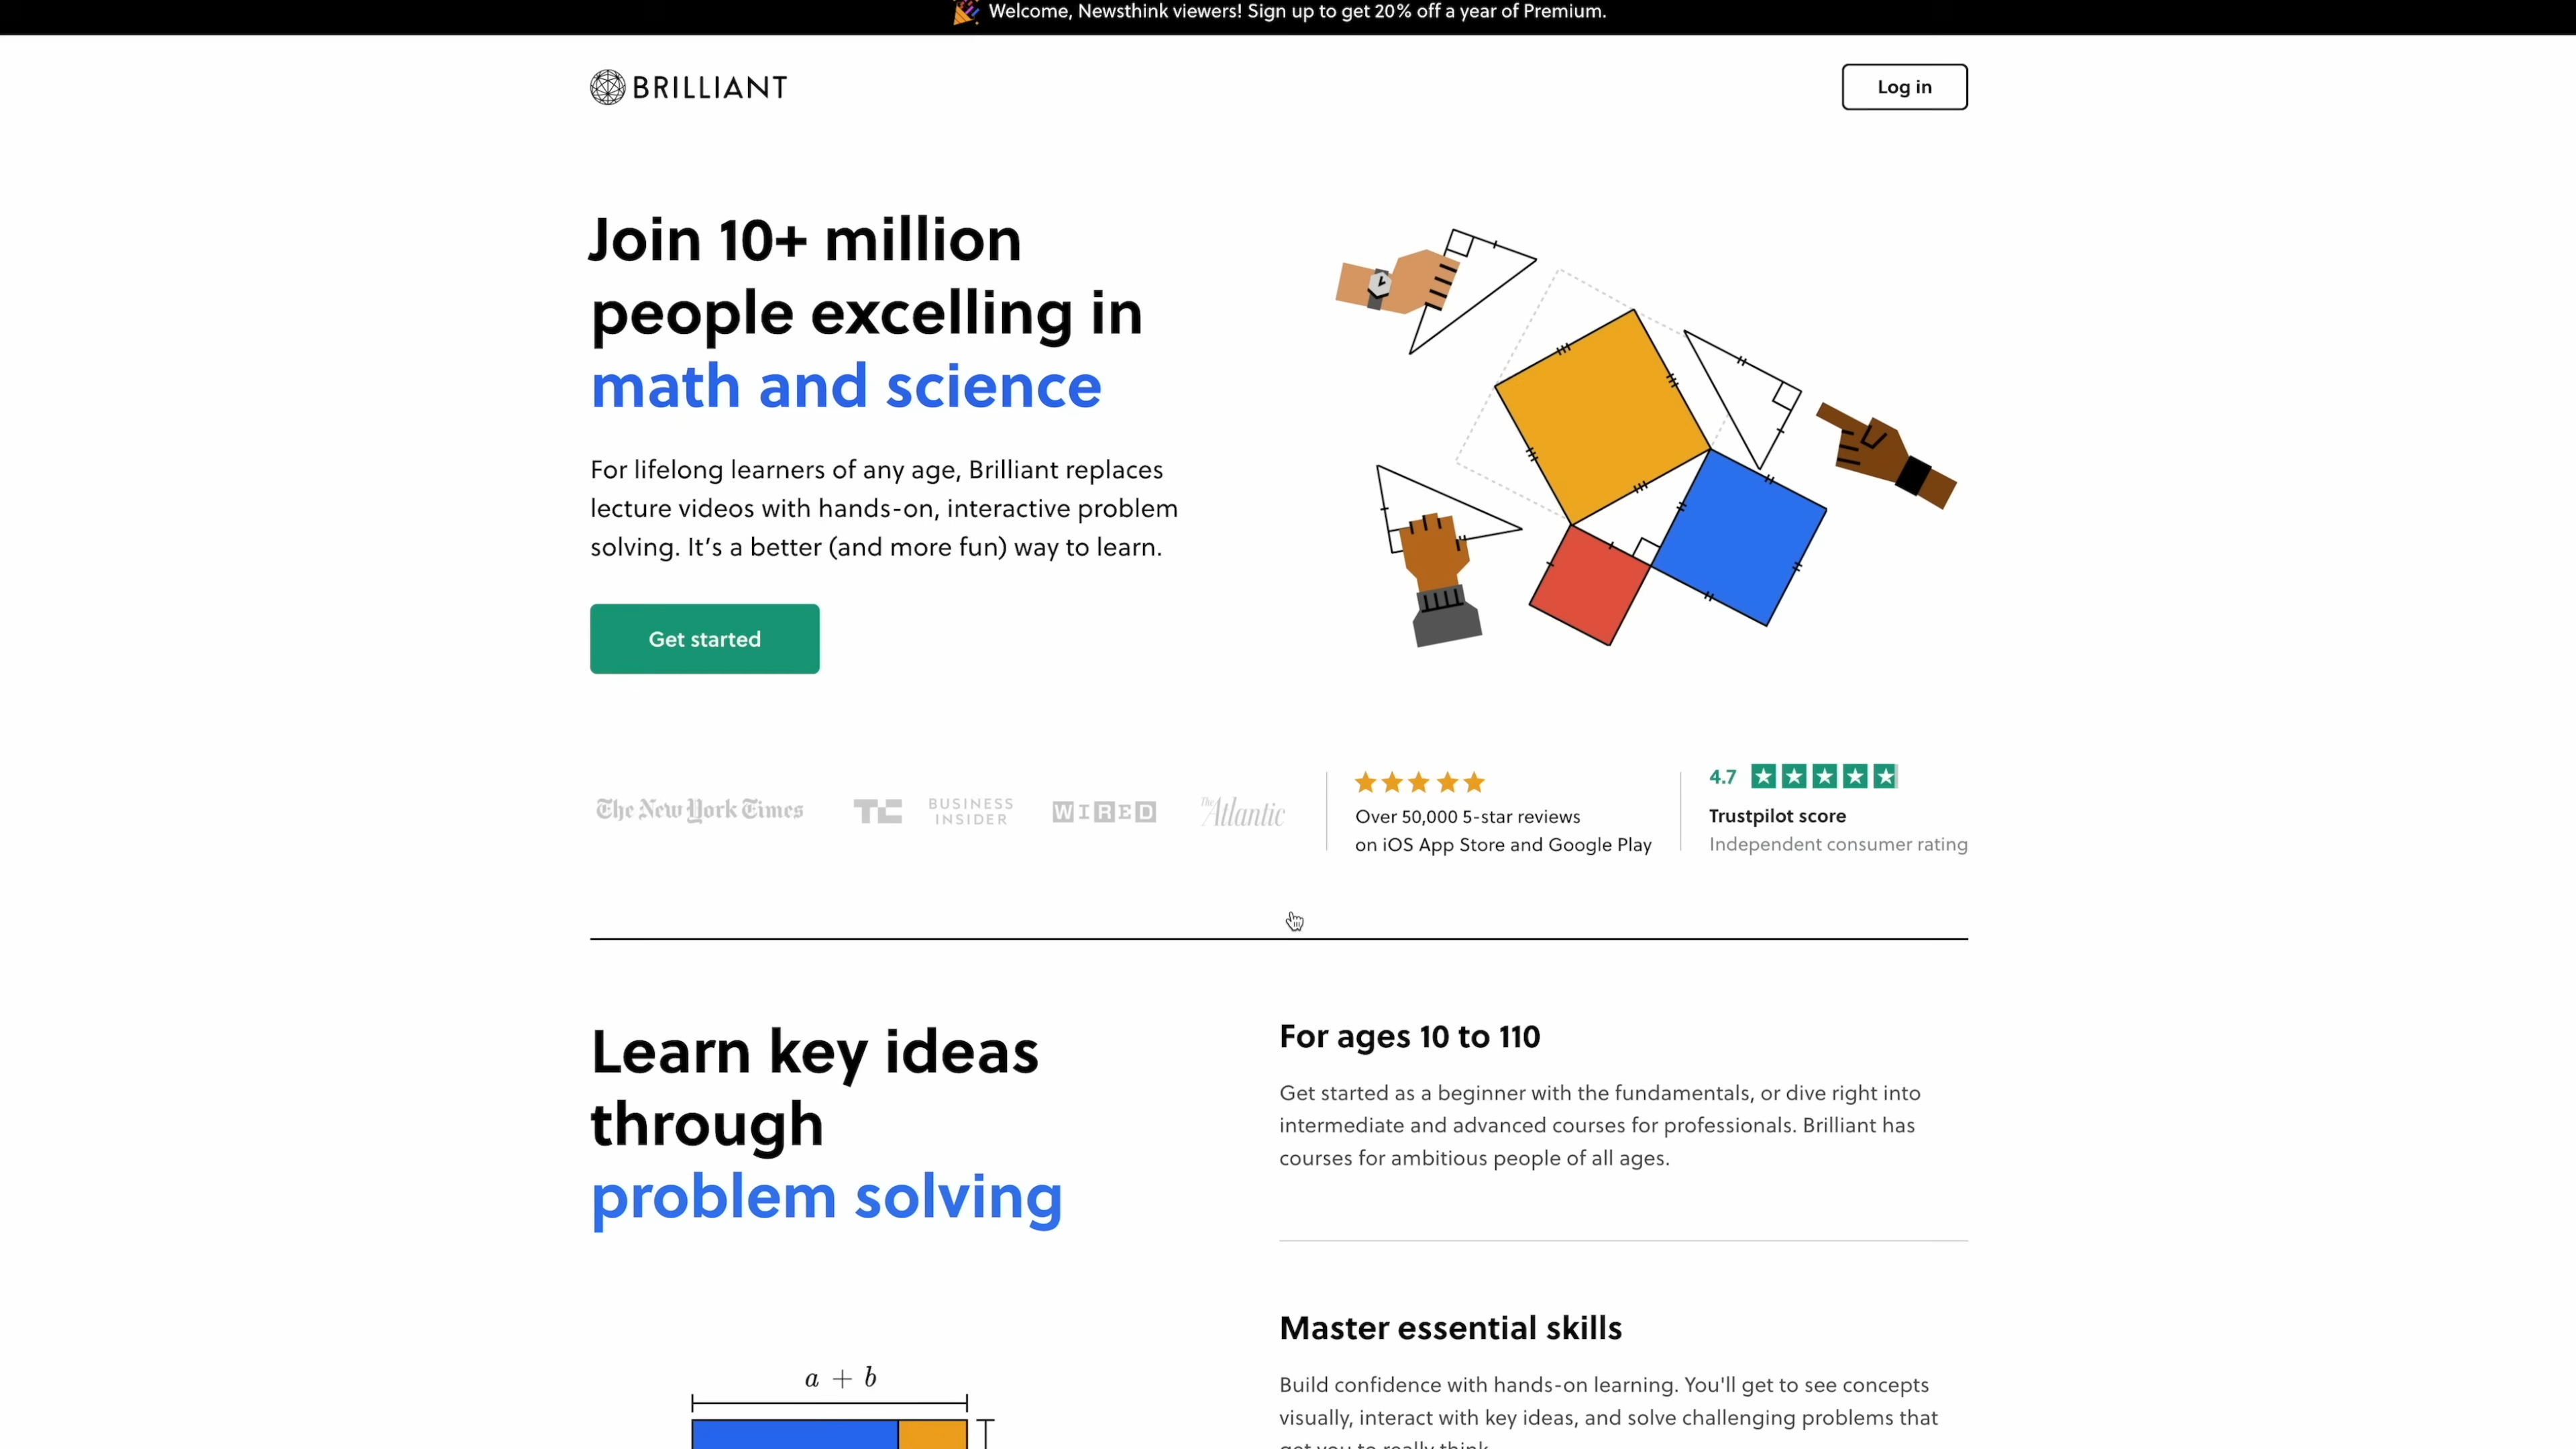 Welcome, Newsthink viewers! Sign up to get 20% off a year of Premium.
BRILLIANT
Log in
Join 10+ million
people excelling in
math and science
For lifelong learners of any age, Brilliant replaces
lecture videos with hands-on, interactive problem
solving. It's a better (and more fun) way to learn.
Get started
The New York Times
TC
BUSINESS
INSIDER
WIRED
The Atlantic
Over 50,000 5-star reviews
on iOS App Store and Google Play
4.7
Trustpilot score
Independent consumer rating
Learn key ideas
through
problem solving
For ages 10 to 110
Get started as a beginner with the fundamentals, or dive right into
intermediate and advanced courses for professionals. Brilliant has
courses for ambitious people of all ages.
Master essential skills
Build confidence with hands-on learning. You'll get to see concepts
visually, interact with key ideas, and solve challenging problems that
get you to really think
a + b